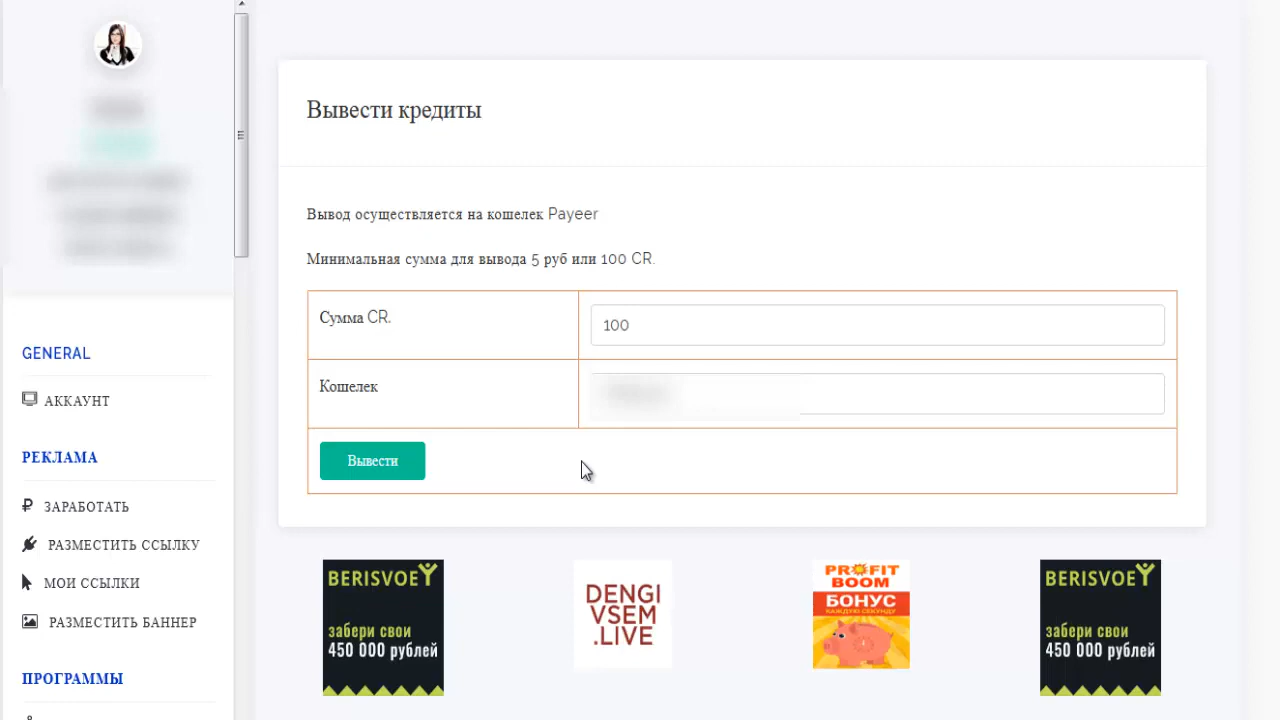 GENERAL
АККАУНТ
РЕКЛАМА
ЗАРАБОТАТЬ
РАЗМЕСТИТЬ ССЫЛКУ
МОИ ССЫЛКИ
РАЗМЕСТИТЬ БАННЕР
ПРОГРАММЫ
Вывести кредиты
Вывод осуществляется на кошелек Payeer
Минимальная сумма для вывода 5 руб или 100 CR.
Сумма CR.
100
Кошелек
Вывести
BERISVOEY
забери свои
450 000 рублей
DENGI
VSEM
.LIVE
PROFIT
BOOM
БОНУС
КАЖДУЮ СЕКУНДУ
BERISVOEY
забери свои
450 000 рублей